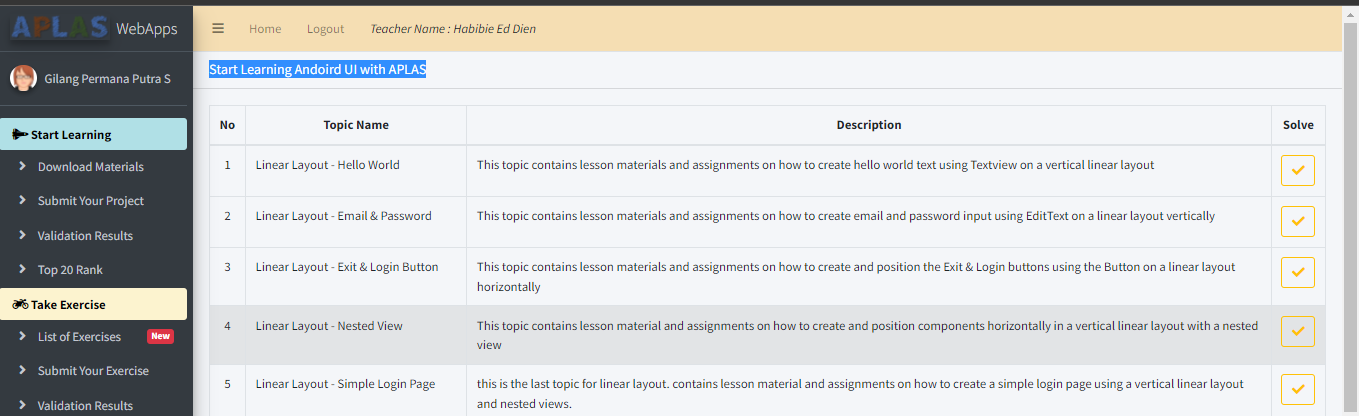 APLAS WebApps
Home Logout Teacher Name : Habibie Ed Dien
Gilang Permana Putra S
Start Learning
Download Materials
Submit Your Project
Validation Results
Top 20 Rank
Take Exercise
List of Exercises New
Submit Your Exercise
Validation Results
Start Learning Andoird UI with APLAS
No Topic Name Description Solve
1 Linear Layout - Hello World This topic contains lesson materials and assignments on how to create hello world text using Textview on a vertical linear layout
2 Linear Layout - Email & Password This topic contains lesson materials and assignments on how to create email and password input using EditText on a linear layout vertically
3 Linear Layout - Exit & Login Button This topic contains lesson materials and assignments on how to create and position the Exit & Login buttons using the Button on a linear layout
horizontally
4 Linear Layout - Nested View This topic contains lesson material and assignments on how to create and position components horizontally in a vertical linear layout with a nested
view
5 Linear Layout - Simple Login Page this is the last topic for linear layout. contains lesson material and assignments on how to create a simple login page using a vertical linear layout
and nested views.